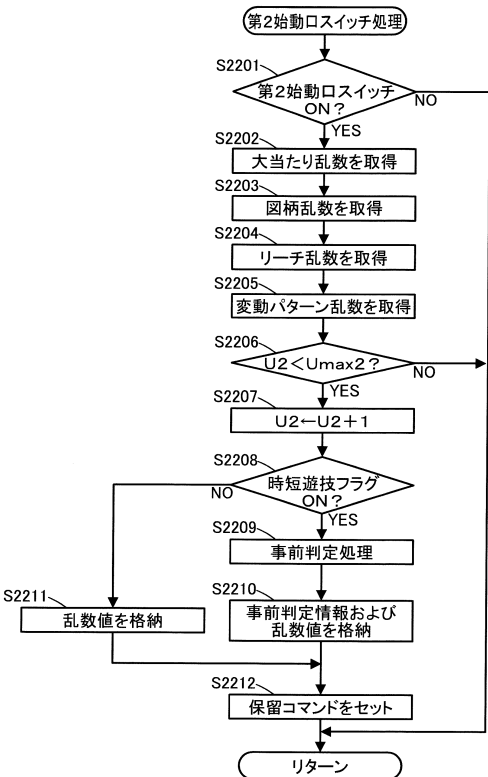 第2始動口スイッチ処理
S2201
第2始動口スイッチ
ON?
NO
YES
S2202
大当たり乱数を取得
S2203
図柄乱数を取得
S2204
リーチ乱数を取得
S2205
変動パターン乱数を取得
S2206
U2<Umax2?
NO
YES
S2207
U2←U2+1
S2208
時短遊技フラグ
ON?
NO
YES
S2209
事前判定処理
S2210
事前判定情報および
乱数値を格納
S2211
乱数値を格納
S2212
保留コマンドをセット
リターン